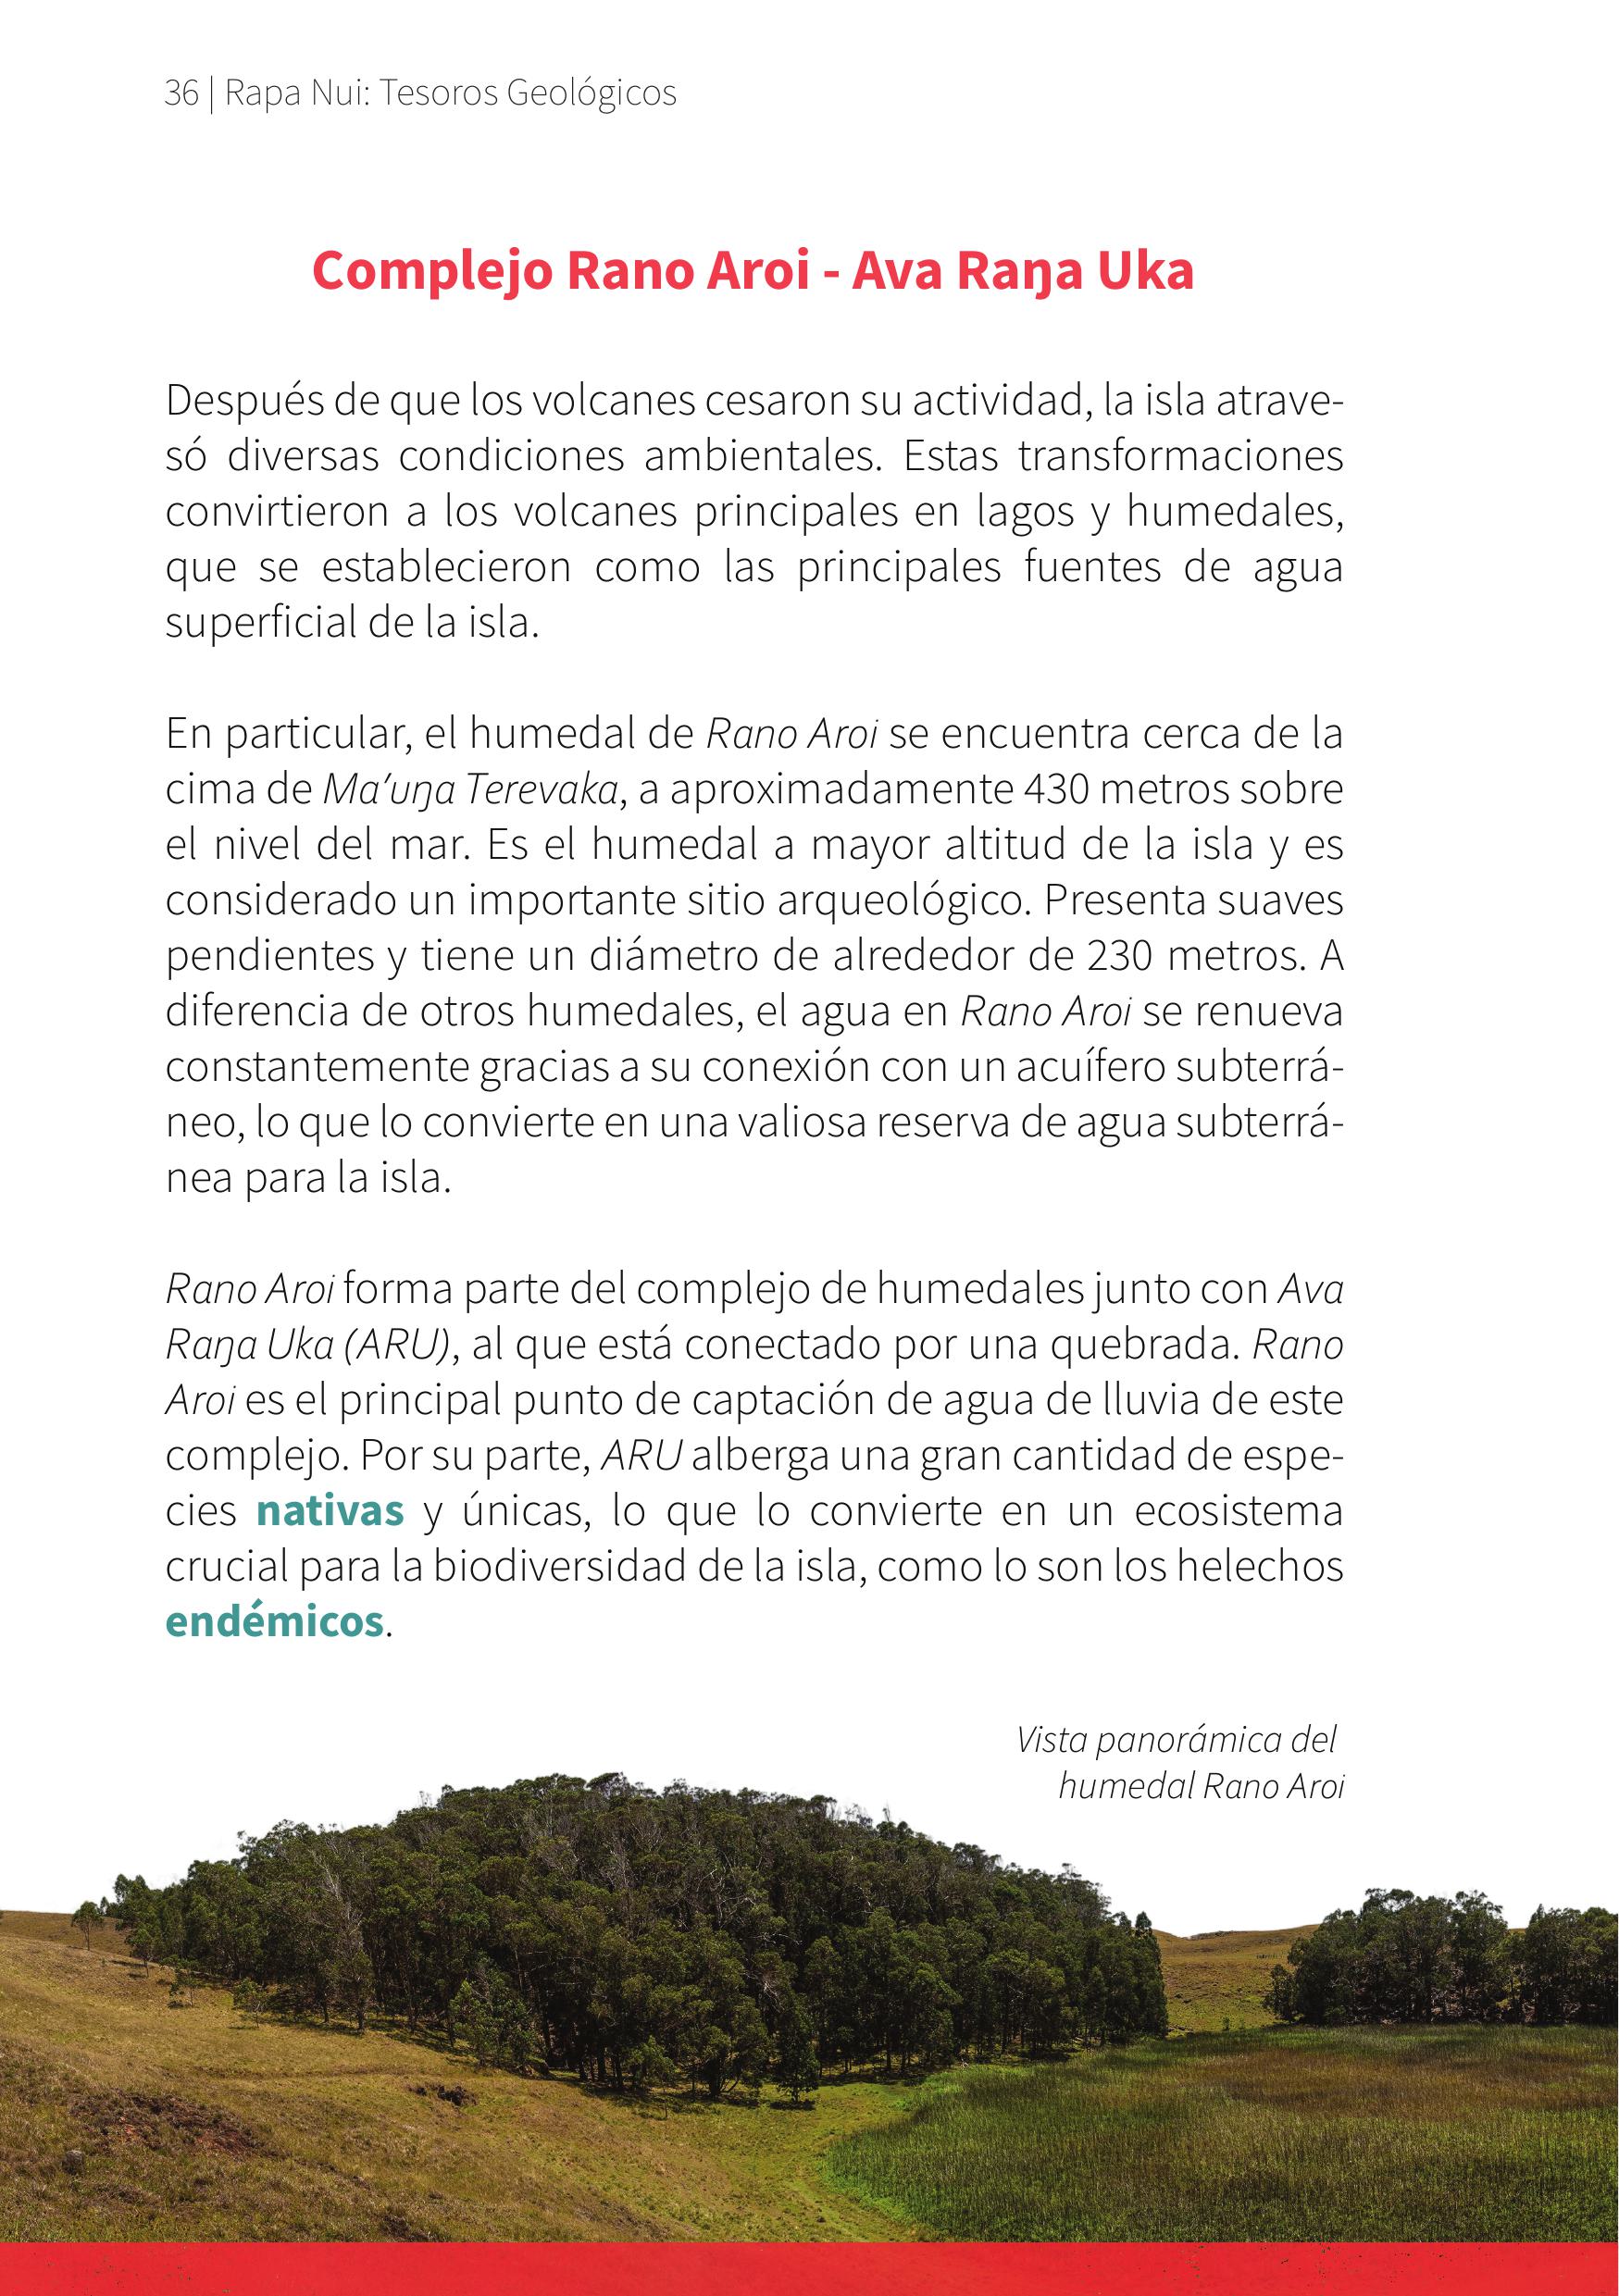 36 | Rapa Nui: Tesoros Geológicos
Complejo Rano Aroi - Ava Raŋa Uka
Después de que los volcanes cesaron su actividad, la isla atrave-
só diversas condiciones ambientales. Estas transformaciones
convirtieron a los volcanes principales en lagos y humedales,
que se establecieron como las principales fuentes de agua
superficial de la isla.
En particular, el humedal de Rano Aroi se encuentra cerca de la
cima de Ma'uŋa Terevaka, a aproximadamente 430 metros sobre
el nivel del mar. Es el humedal a mayor altitud de la isla y es
considerado un importante sitio arqueológico. Presenta suaves
pendientes y tiene un diámetro de alrededor de 230 metros. A
diferencia de otros humedales, el agua en Rano Aroi se renueva
constantemente gracias a su conexión con un acuífero subterrá-
neo, lo que lo convierte en una valiosa reserva de agua subterrá-
nea para la isla.
Rano Aroi forma parte del complejo de humedales junto con Ava
Raŋa Uka (ARU), al que está conectado por una quebrada. Rano
Aroi es el principal punto de captación de agua de lluvia de este
complejo. Por su parte, ARU alberga una gran cantidad de espe-
cies nativas y únicas, lo que lo convierte en un ecosistema
crucial para la biodiversidad de la isla, como lo son los helechos
endémicos.
Vista panorámica del
humedal Rano Aroi